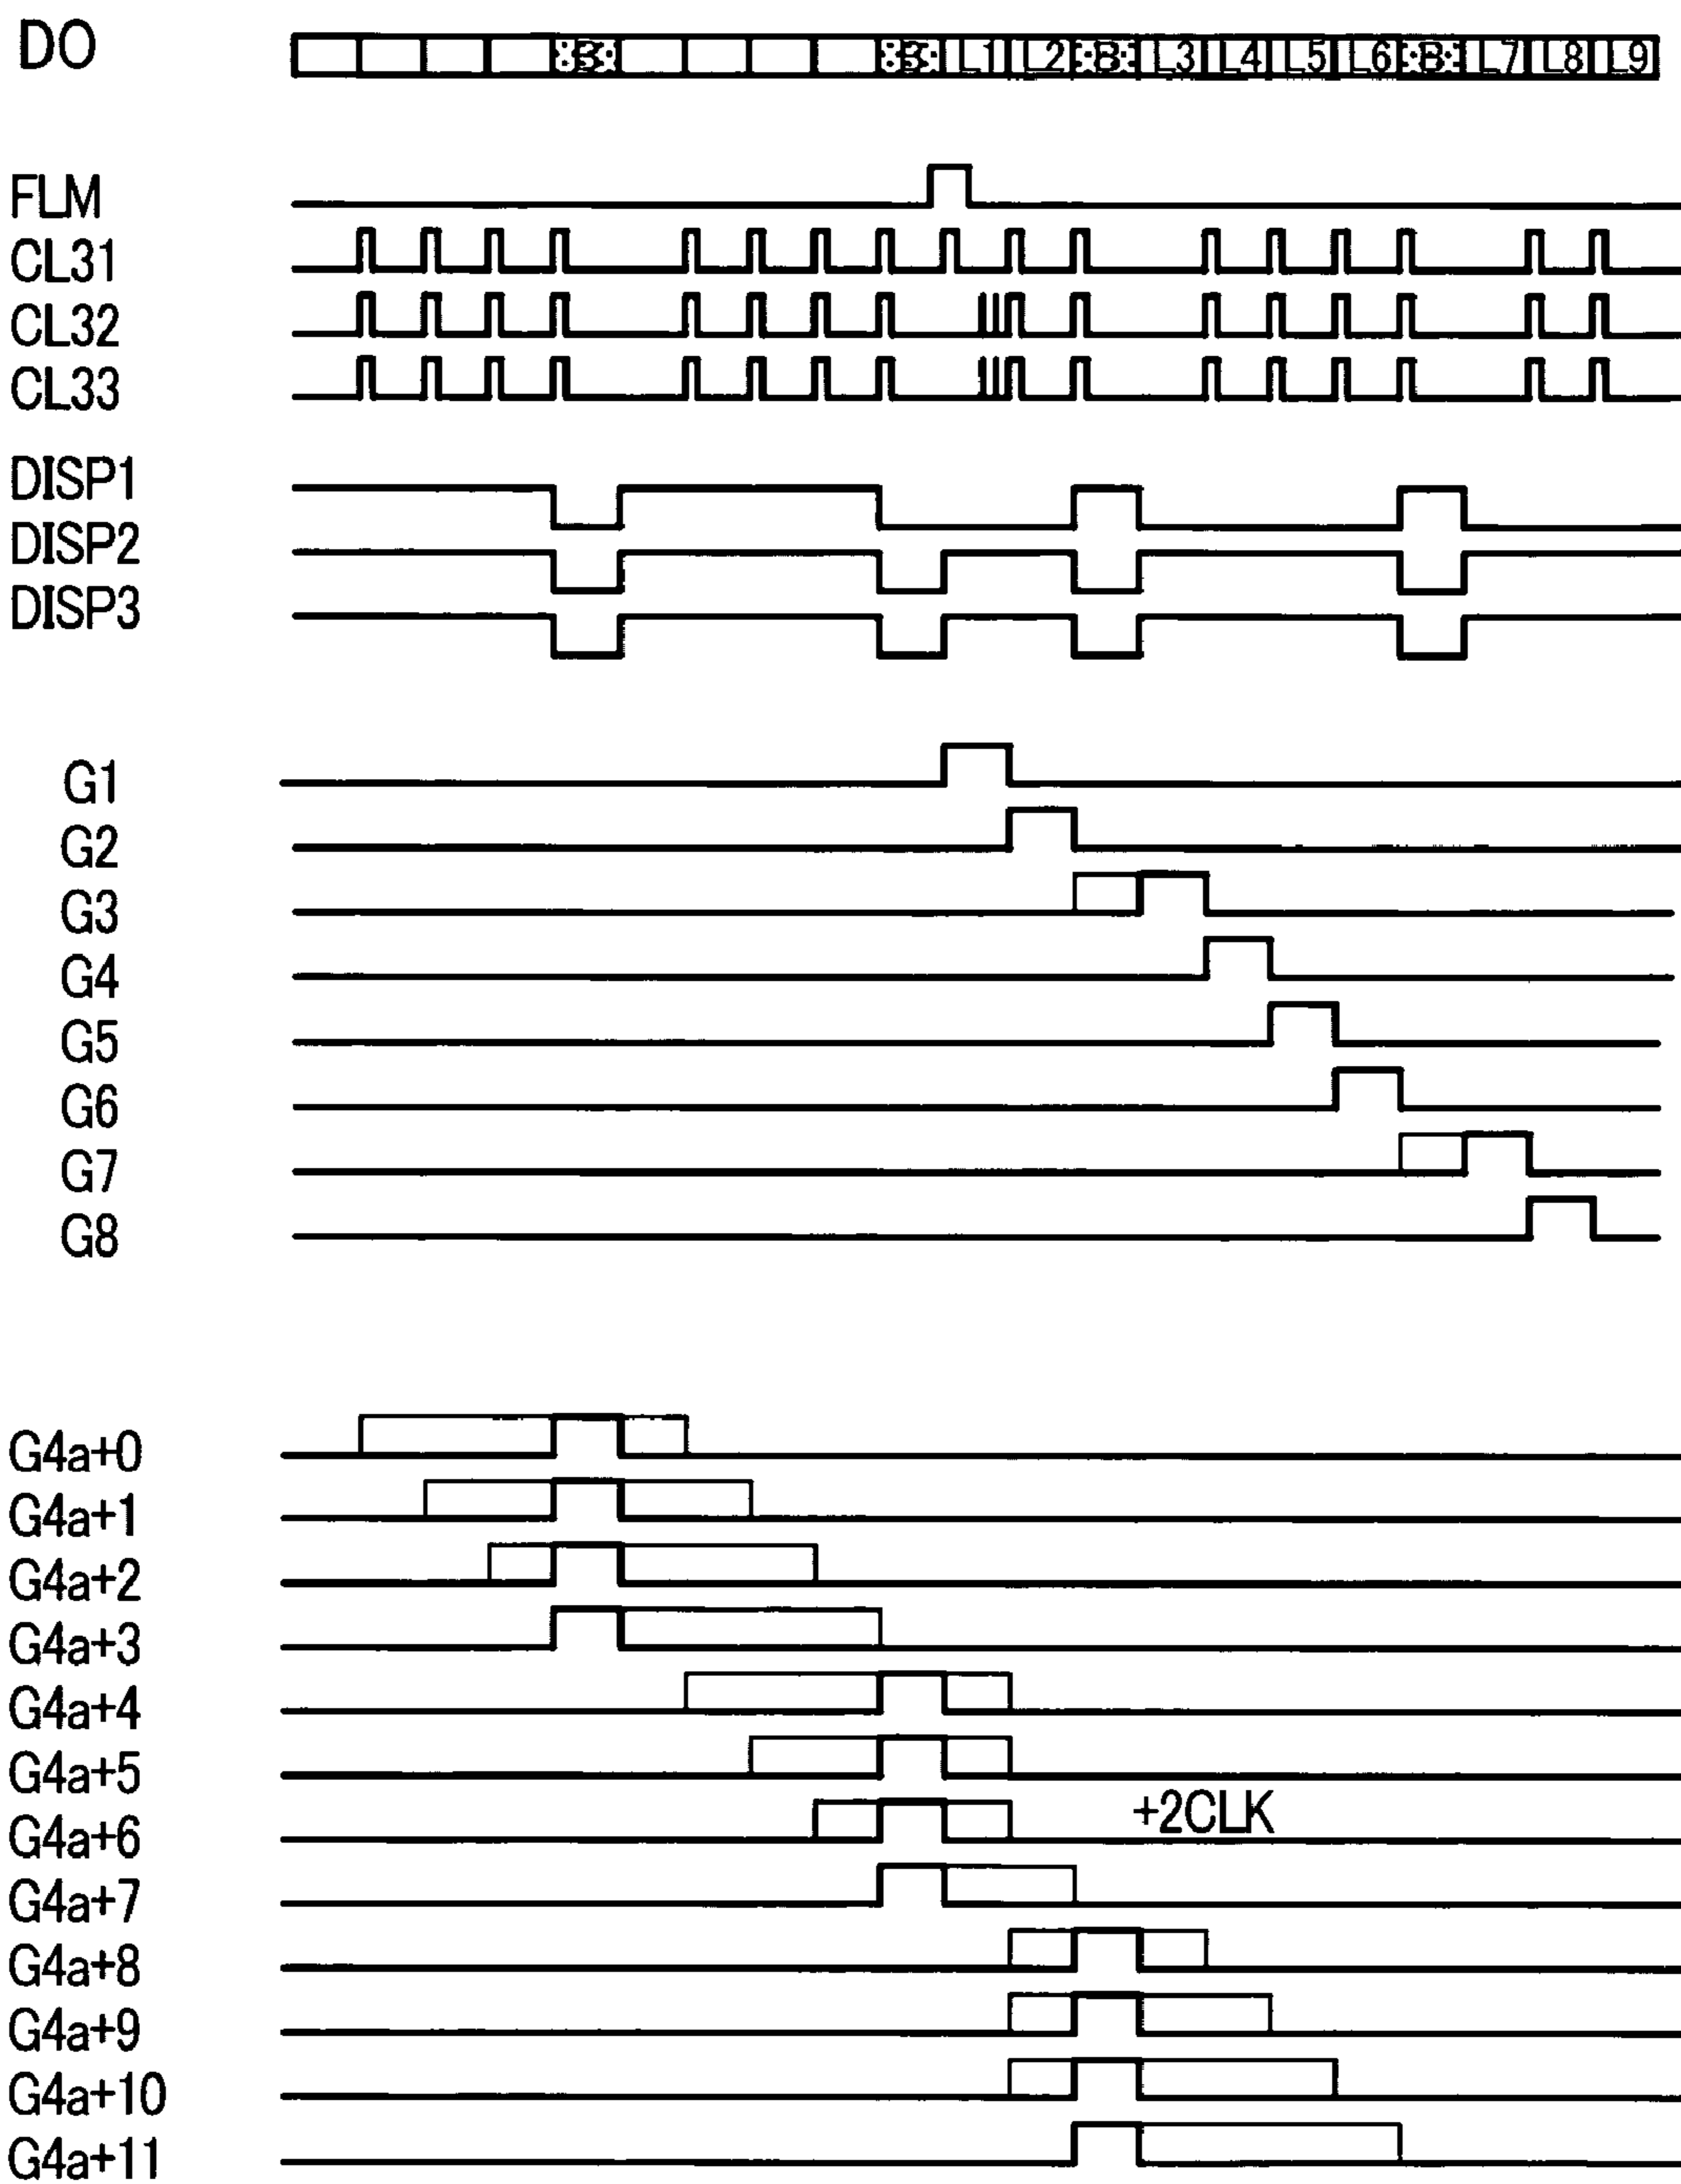 DO B B L1 L2 B L3 L4 L5 L6 B L7 L8 L9
FLM
CL31
CL32
CL33
DISP1
DISP2
DISP3
G1
G2
G3
G4
G5
G6
G7
G8
G4a+0
G4a+1
G4a+2
G4a+3
G4a+4
G4a+5
+2CLK
G4a+6
G4a+7
G4a+8
G4a+9
G4a+10
G4a+11